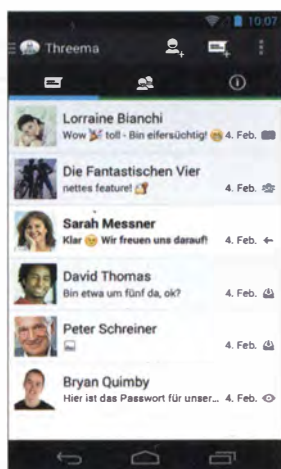 10:07
Threema
Lorraine Bianchi
Wow 🎉 toll - Bin eifersüchtig! 😄 4. Feb.
Die Fantastischen Vier
nettes feature! 4. Feb.
Sarah Messner
Klar 😉 Wir freuen uns darauf! 4. Feb.
David Thomas
Bin etwa um fünf da, ok? 4. Feb.
Peter Schreiner
4. Feb.
Bryan Quimby
Hier ist das Passwort für unser... 4. Feb.